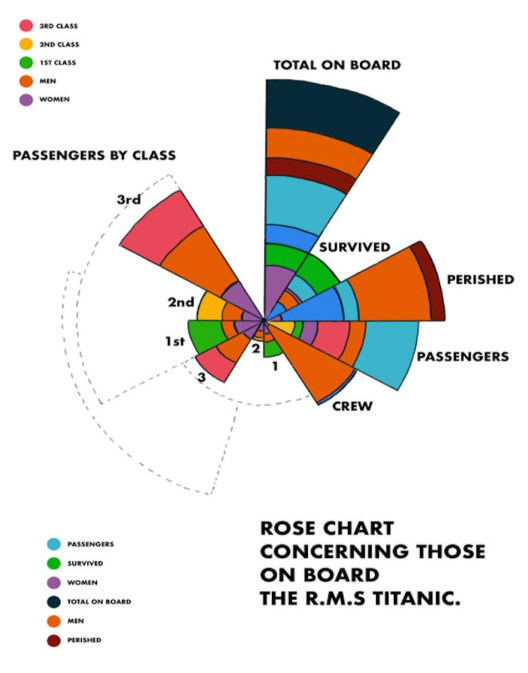 3RD CLASS
2ND CLASS
1ST CLASS
MEN
WOMEN
TOTAL ON BOARD
PASSENGERS BY CLASS
3rd
SURVIVED
PERISHED
2nd
1st
PASSENGERS
2
1
3
CREW
ROSE CHART
CONCERNING THOSE
ON BOARD
THE R.M.S TITANIC.
PASSENGERS
SURVIVED
WOMEN
TOTAL ON BOARD
MEN
PERISHED